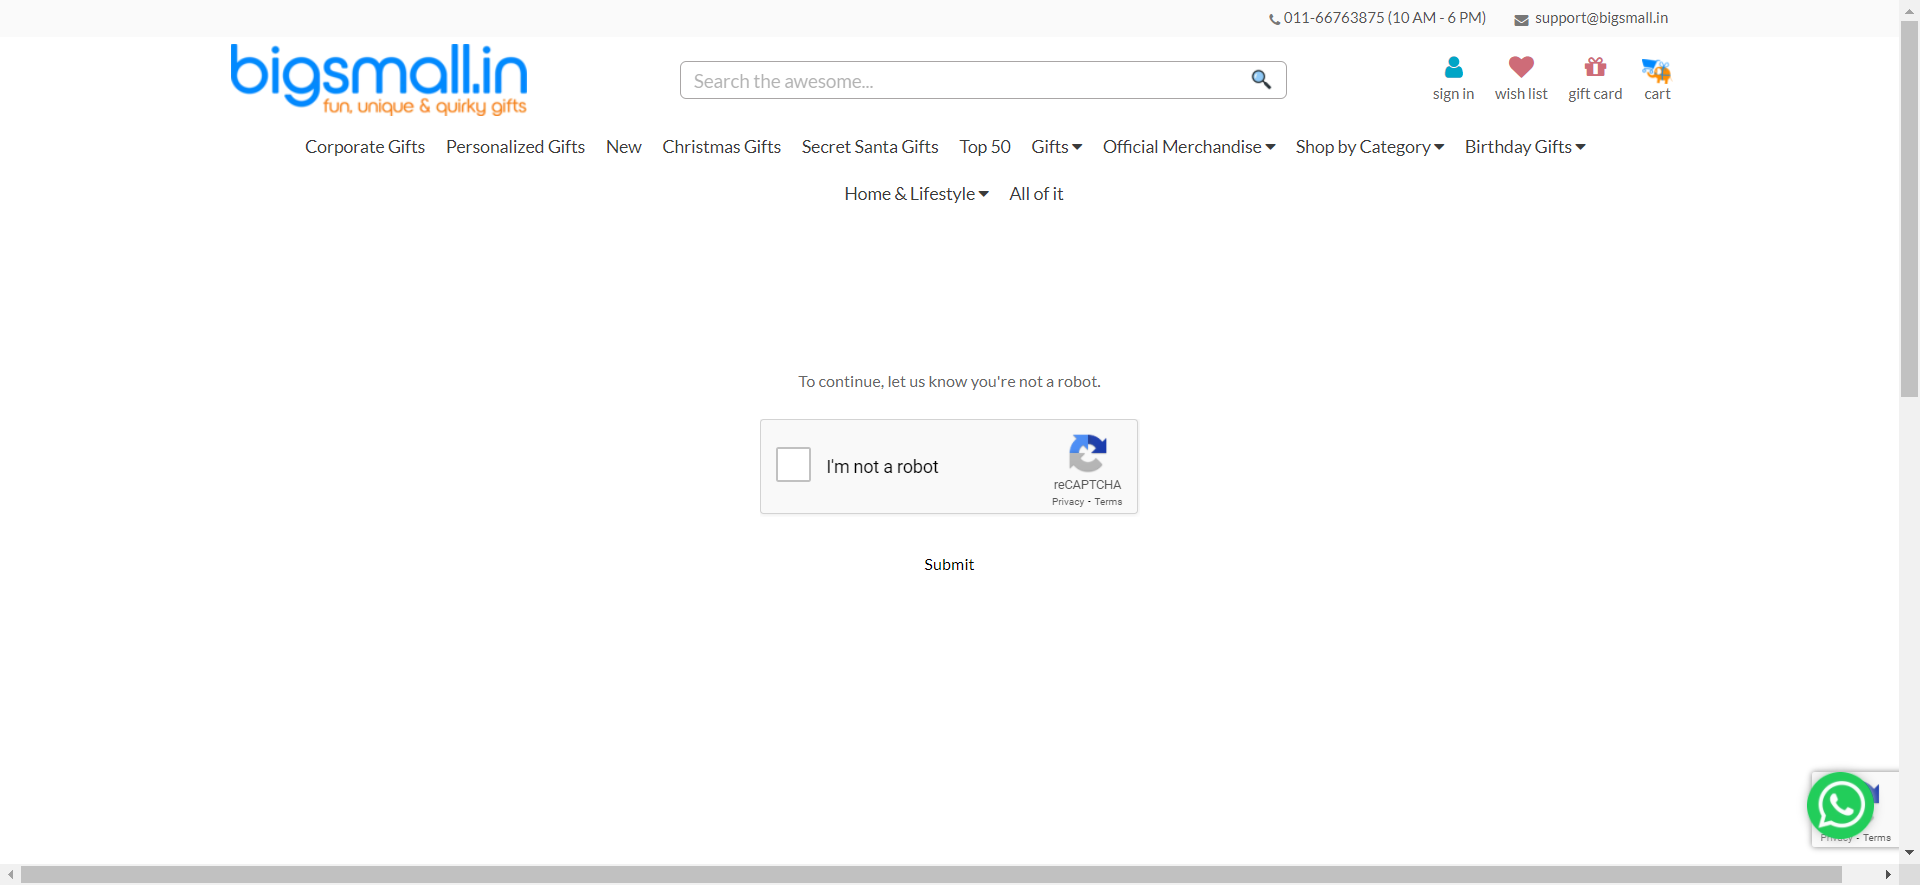 011-66763875 (10 AM - 6 PM) support@bigsmall.in
bigsmall.in
fun, unique & quirky gifts
Search the awesome...
sign in wish list gift card cart
Corporate Gifts Personalized Gifts New Christmas Gifts Secret Santa Gifts Top 50 Gifts Official Merchandise Shop by Category Birthday Gifts
Home & Lifestyle All of it
To continue, let us know you're not a robot.
I'm not a robot
reCAPTCHA
Privacy - Terms
Submit
Privacy - Terms